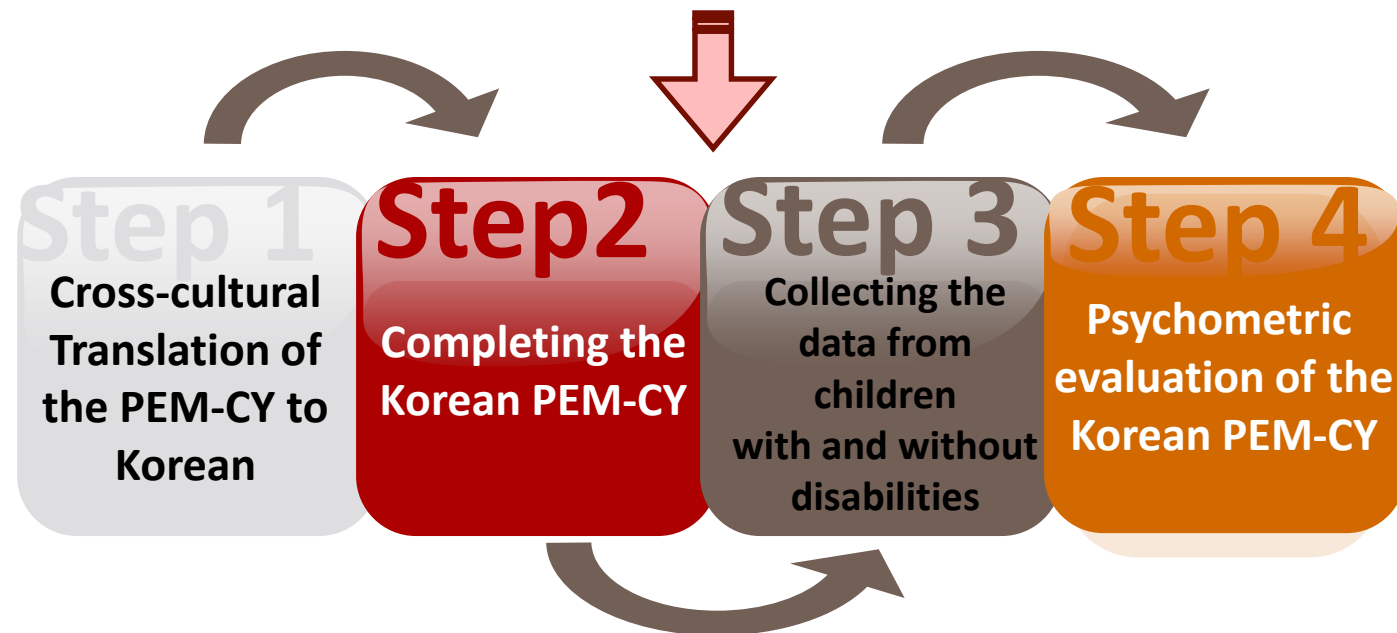 Step 1
Cross-cultural
Translation of
the PEM-CY to
Korean
Step2
Completing the
Korean PEM-CY
Step 3
Collecting the
data from
children
with and without
disabilities
Step 4
Psychometric
evaluation of the
Korean PEM-CY